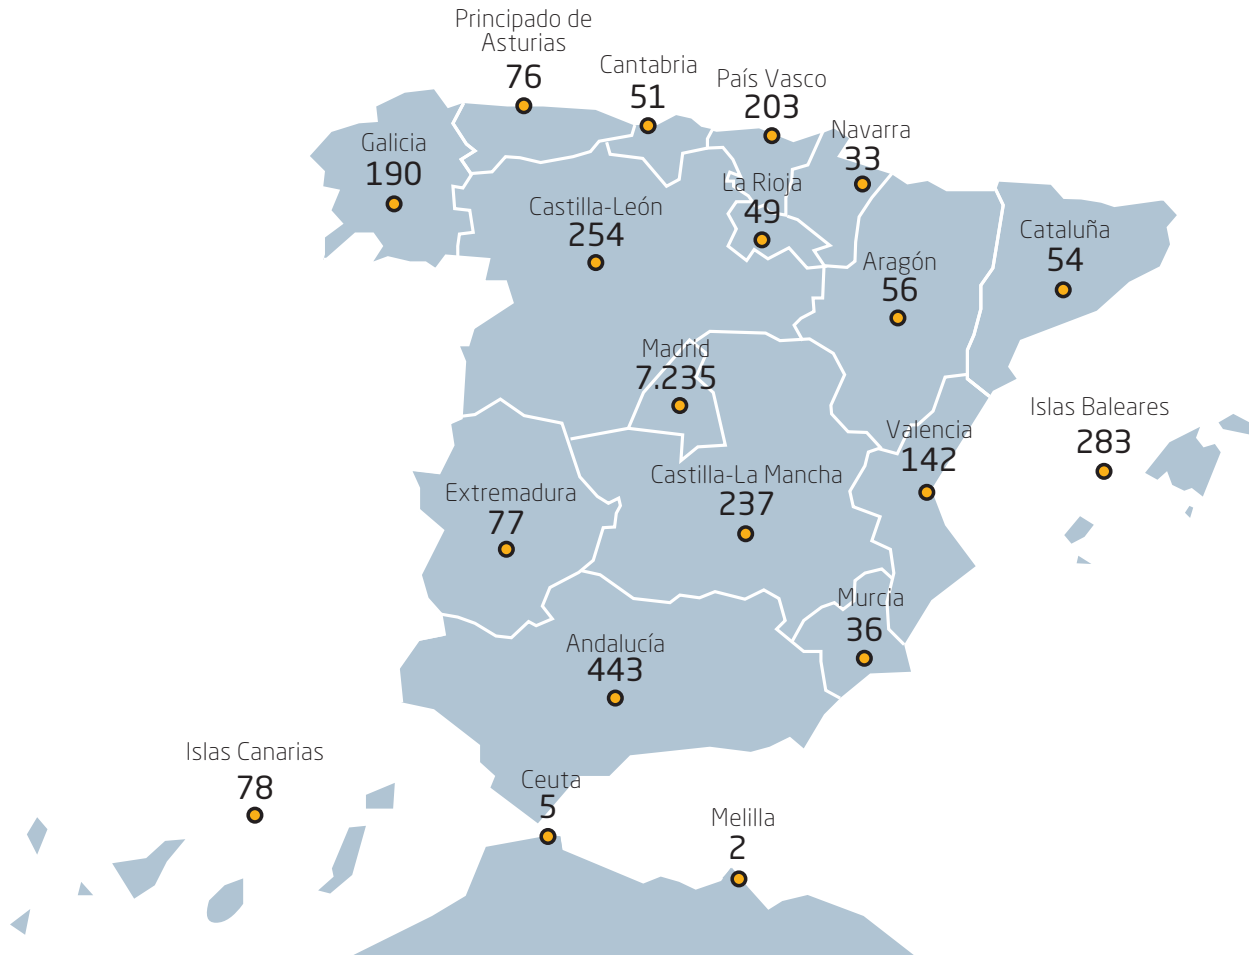 Principado de
Asturias
76
Cantabria
51
País Vasco
203
Navarra
33
Galicia
190
La Rioja
49
Castilla-León
254
Cataluña
54
Aragón
56
Madrid
7.235
Islas Baleares
283
Valencia
142
Castilla-La Mancha
237
Extremadura
77
Murcia
36
Andalucía
443
Islas Canarias
78
Ceuta
5
Melilla
2